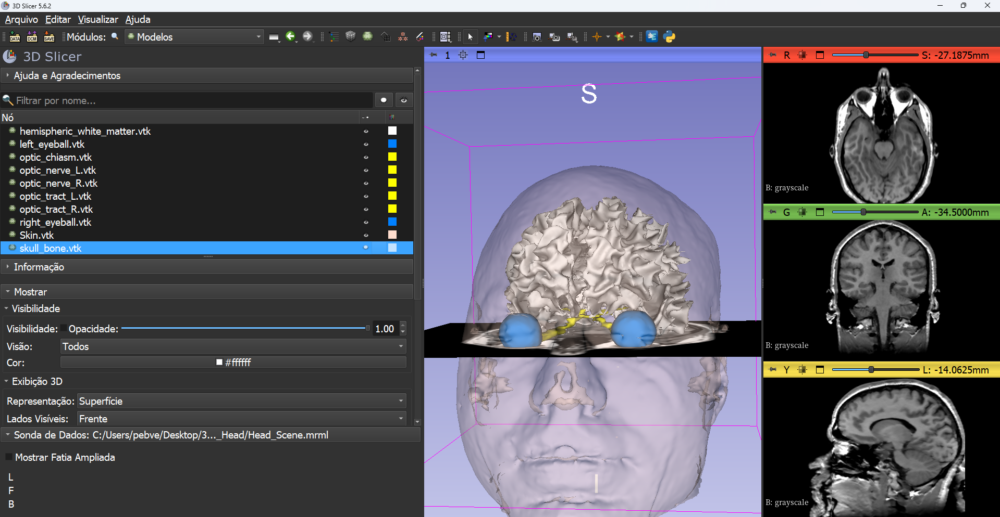 3D Slicer 5.6.2
Arquivo Editar Visualizar Ajuda
DATA DCM SAVE Módulos: Modelos
3D Slicer
Ajuda e Agradecimentos
Filtrar por nome...
Nó
hemispheric_white_matter.vtk
left_eyeball.vtk
optic_chiasm.vtk
optic_nerve_L.vtk
optic_nerve_R.vtk
optic_tract_L.vtk
optic_tract_R.vtk
right_eyeball.vtk
Skin.vtk
skull_bone.vtk
Informação
Mostrar
Visibilidade
Visibilidade: Opacidade: 1.00
Visão: Todos
Cor: #ffffff
Exibição 3D
Representação: Superfície
Lados Visíveis: Frente
Sonda de Dados: C:/Users/pebve/Desktop/3..._Head/Head_Scene.mrml
Mostrar Fatia Ampliada
L
F
B
1
S
I
R S: -27.1875mm
B: grayscale
G A: -34.5000mm
B: grayscale
Y L: -14.0625mm
B: grayscale